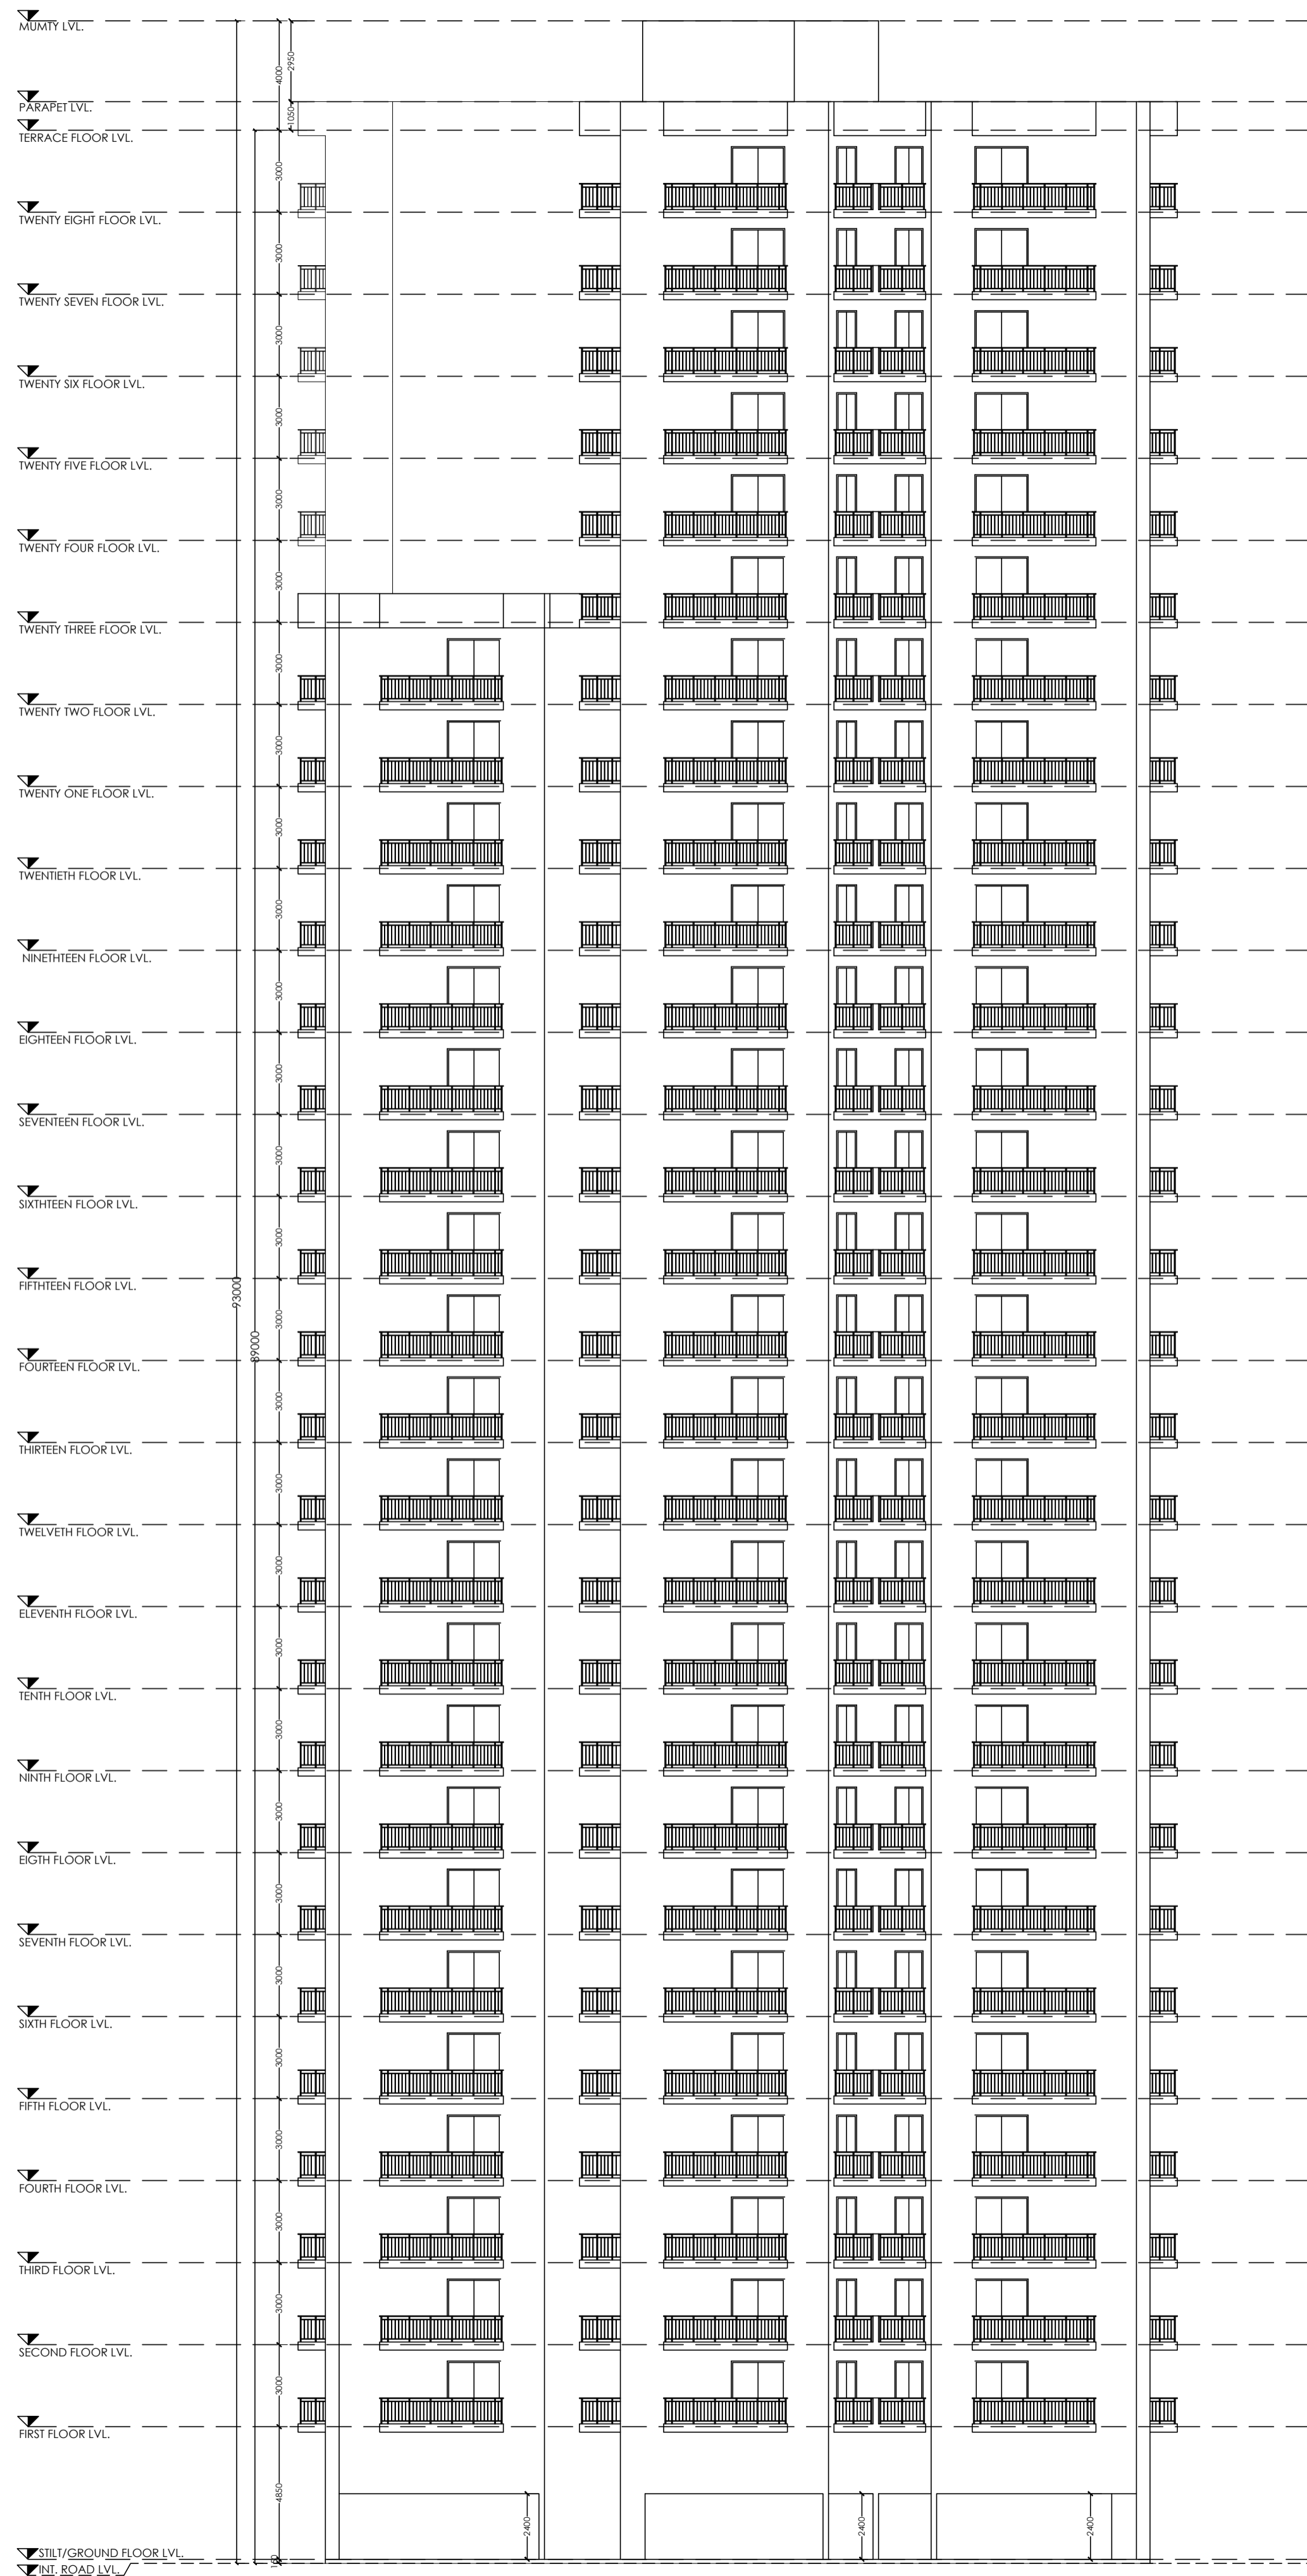 MUMTY LVL.
2950
4000
PARAPET LVL.
1050
TERRACE FLOOR LVL.
3000
TWENTY EIGHT FLOOR LVL.
3000
TWENTY SEVEN FLOOR LVL.
3000
TWENTY SIX FLOOR LVL.
3000
TWENTY FIVE FLOOR LVL.
3000
TWENTY FOUR FLOOR LVL.
3000
TWENTY THREE FLOOR LVL.
3000
TWENTY TWO FLOOR LVL.
3000
TWENTY ONE FLOOR LVL.
3000
TWENTIETH FLOOR LVL.
3000
NINETHTEEN FLOOR LVL.
3000
EIGHTEEN FLOOR LVL.
3000
SEVENTEEN FLOOR LVL.
3000
SIXTHTEEN FLOOR LVL.
3000
FIFTHTEEN FLOOR LVL.
93000
3000
89000
FOURTEEN FLOOR LVL.
3000
THIRTEEN FLOOR LVL.
3000
TWELVETH FLOOR LVL.
3000
ELEVENTH FLOOR LVL.
3000
TENTH FLOOR LVL.
3000
NINTH FLOOR LVL.
3000
EIGTH FLOOR LVL.
3000
SEVENTH FLOOR LVL.
3000
SIXTH FLOOR LVL.
3000
FIFTH FLOOR LVL.
3000
FOURTH FLOOR LVL.
3000
THIRD FLOOR LVL.
3000
SECOND FLOOR LVL.
3000
FIRST FLOOR LVL.
4850
2400
2400
2400
STILT/GROUND FLOOR LVL.
INT. ROAD LVL.